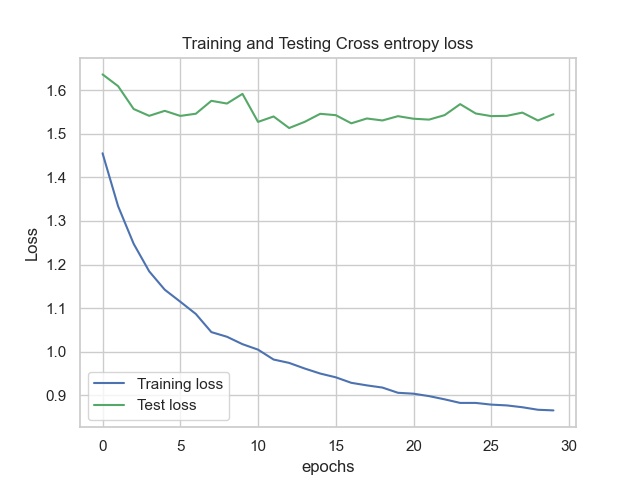 Training and Testing Cross entropy loss
Loss
1.6
1.5
1.4
1.3
1.2
1.1
1.0
0.9
Training loss
Test loss
0 5 10 15 20 25 30
epochs